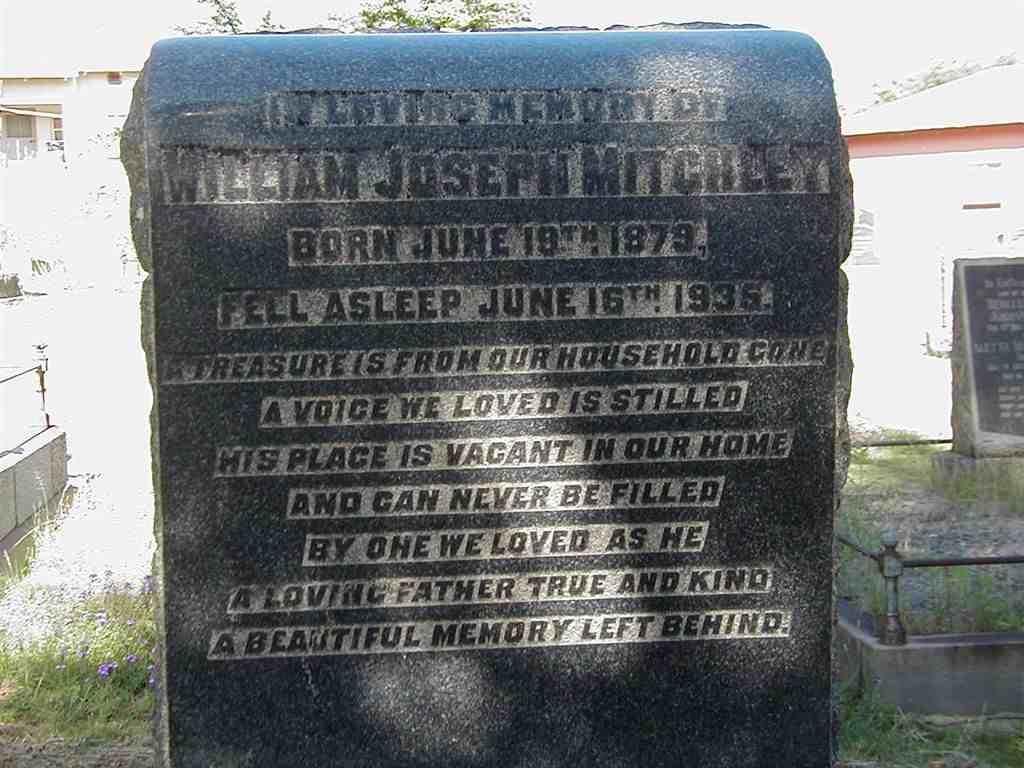 IN LOVING MEMORY OF
WILLIAM JOSEPH MITCHLEY
BORN JUNE 19TH 1879,
FELL ASLEEP JUNE 16TH 1935.
A TREASURE IS FROM OUR HOUSEHOLD GONE
A VOICE WE LOVED IS STILLED
HIS PLACE IS VACANT IN OUR HOME
AND CAN NEVER BE FILLED
BY ONE WE LOVED AS HE
A LOVING FATHER TRUE AND KIND
A BEAUTIFUL MEMORY LEFT BEHIND.